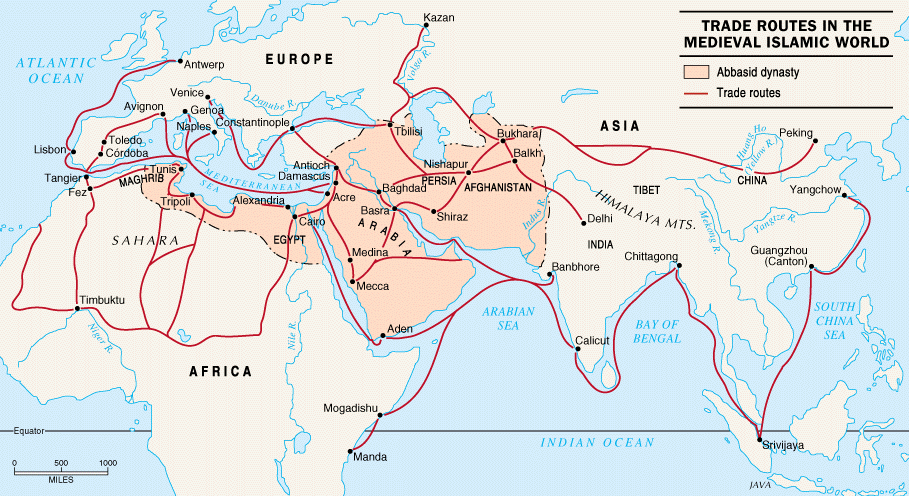 TRADE ROUTES IN THE
MEDIEVAL ISLAMIC WORLD
Abbasid dynasty
Trade routes
Kazan
ATLANTIC
OCEAN
EUROPE
Antwerp
Volga R.
Venice
Avignon
Genoa
Danube R.
Naples
Constantinople
Tbilisi
Bukhara
ASIA
Huang Ho
(Yellow R.)
Peking
Lisbon
Toledo
Córdoba
Balkh
Antioch
Nishapur
Tangier
Tunis
MEDITERRANEAN
SEA
Damascus
PERSIA
AFGHANISTAN
TIBET
CHINA
Fez
MAGHRIB
Baghdad
Yangchow
Tripoli
Alexandria
Acre
Basra
Shiraz
Indus R.
HIMALAYA MTS.
Mekong R.
Yangtze R.
Cairo
Delhi
SAHARA
EGYPT
ARABIA
INDIA
Medina
Chittagong
Guangzhou
(Canton)
Banbhore
Mecca
Timbuktu
Niger R.
Nile R.
Aden
ARABIAN
SEA
BAY OF
BENGAL
SOUTH
CHINA
SEA
Calicut
AFRICA
Mogadishu
Equator
INDIAN OCEAN
Srivijaya
Manda
0 500 1000
MILES
JAVA